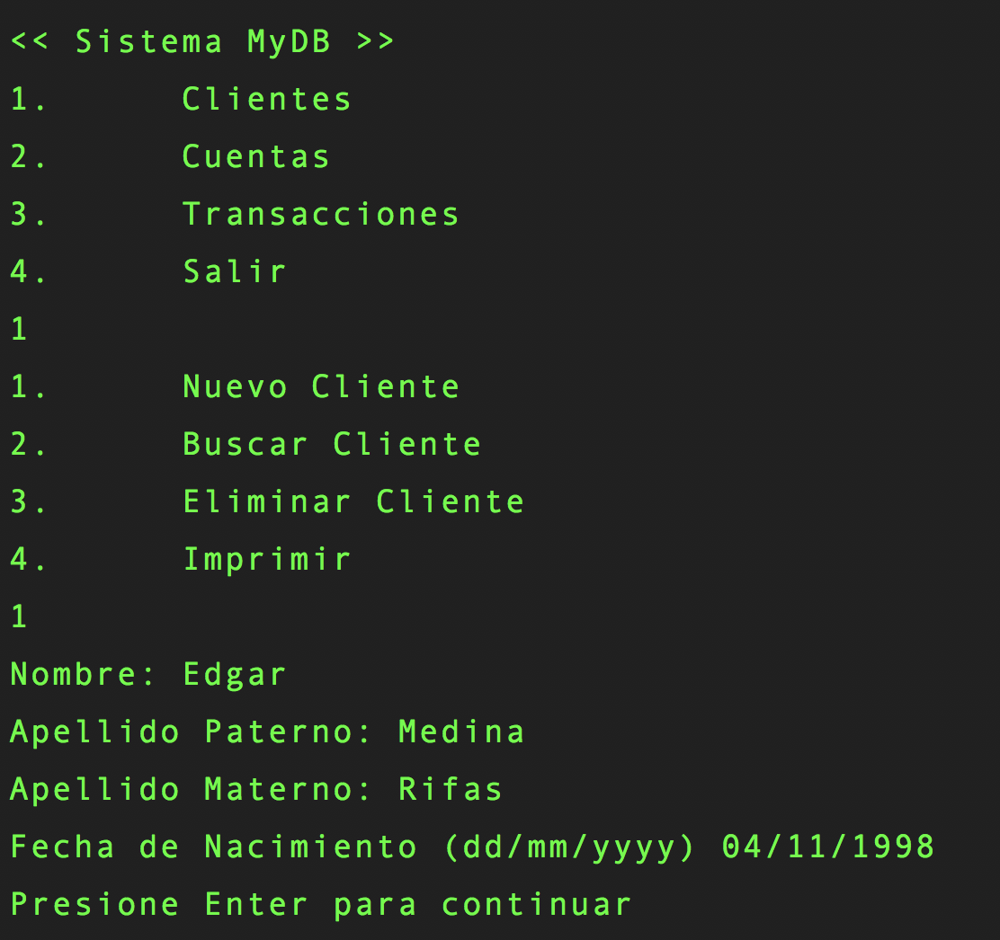 << Sistema MyDB >>
1.      Clientes
2.      Cuentas
3.      Transacciones
4.      Salir
1
1.      Nuevo Cliente
2.      Buscar Cliente
3.      Eliminar Cliente
4.      Imprimir
1
Nombre: Edgar
Apellido Paterno: Medina
Apellido Materno: Rifas
Fecha de Nacimiento (dd/mm/yyyy) 04/11/1998
Presione Enter para continuar